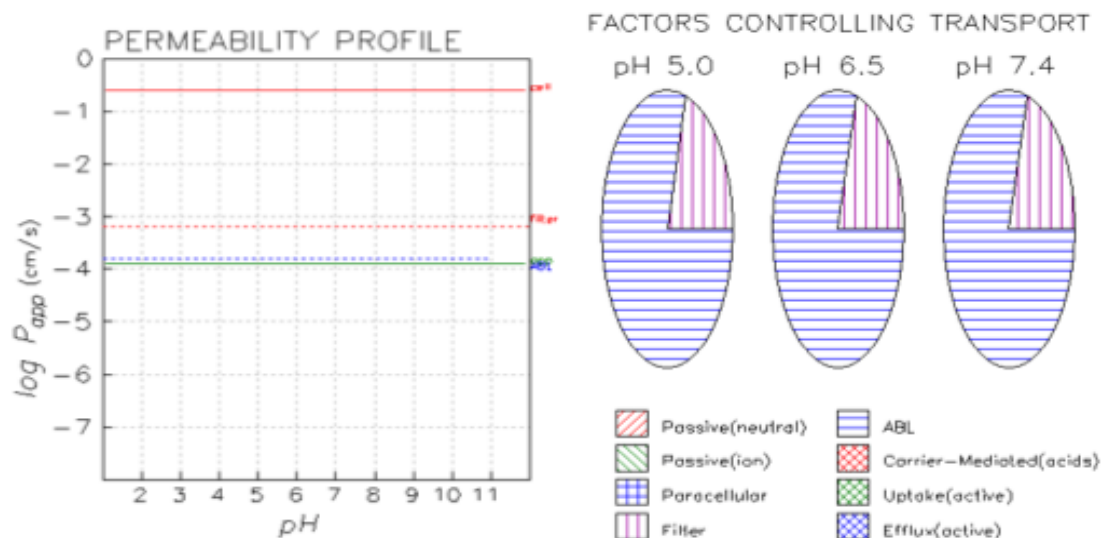 PERMEABILITY PROFILE
0
-1
-2
-3
-4
-5
-6
-7
log Papp (cm/s)
2 3 4 5 6 7 8 9 10 11
pH
Filter
ABL
FACTORS CONTROLLING TRANSPORT
pH 5.0 pH 6.5 pH 7.4
Passive(neutral)
Passive(ion)
Paracellular
Filter
ABL
Carrier-Mediated(acids)
Uptake(active)
Efflux(active)